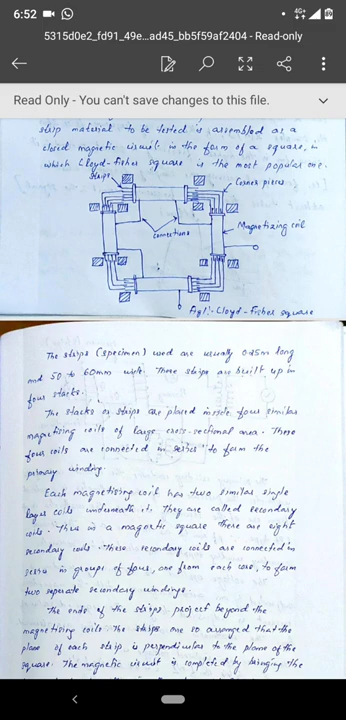 6:52
4G+
5315d0e2_fd91_49e...ad45_bb5f59af2404 - Read-only
Read Only - You can't save changes to this file.
strip material to be tested is assembled as a
closed magnetic circuit in the form of a square, in
which Lloyd-fisher square is the most popular one.
Strips
Corner pieces
Connections
Magnetizing coil
Fig1:- Lloyd-Fisher square
The strips (specimen) used are usually 0.25m long
and 50 to 60mm wide. These strips are built up in
four stacks.
The stacks or strips are placed inside four similar
magnetising coils of large cross-sectional area. These
four coils are connected in series to form the
primary winding.
Each magnetising coil has two similar single
layer coils underneath it. They are called secondary
coils. Thus in a magnetic square there are eight
secondary coils. These secondary coils are connected in
series in groups of four, one from each core, to form
two seperate secondary windings.
The ends of the strips project beyond the
magnetising coils. The strips are so arranged that the
plane of each strip is perpendicular to the plane of the
square. The magnetic circuit is completed by bringing the